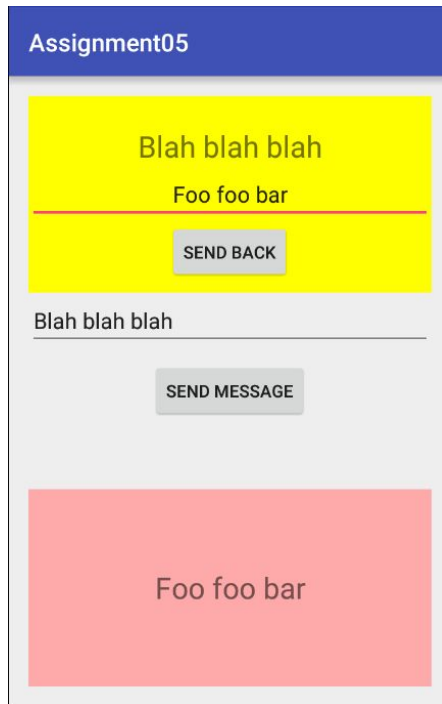 Assignment05
Blah blah blah
Foo foo bar
SEND BACK
Blah blah blah
SEND MESSAGE
Foo foo bar